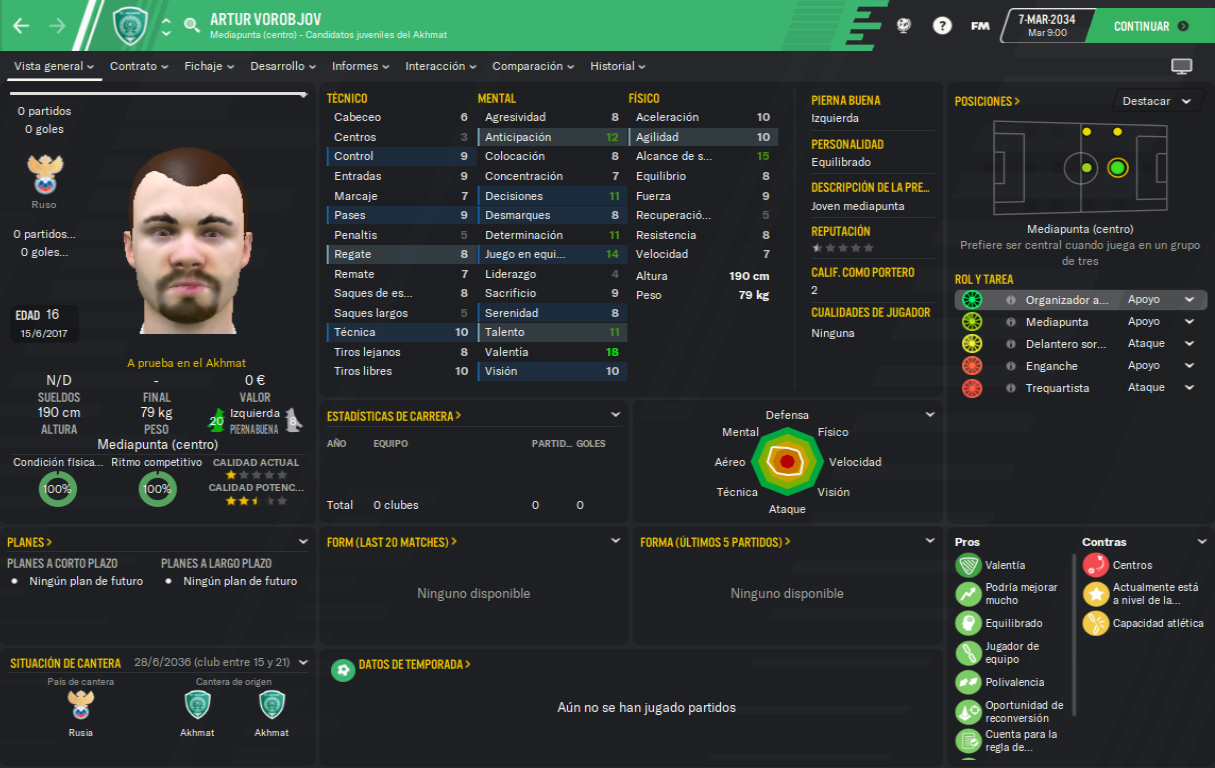 ARTUR VOROBJOV
Mediapunta (centro) - Candidatos juveniles del Akhmat
?
FM
7-MAR-2034
Mar 9:00
CONTINUAR
Vista general
Contrato
Fichaje
Desarrollo
Informes
Interacción
Comparación
Historial
0 partidos
0 goles
Ruso
0 partidos...
0 goles...
EDAD 16
15/6/2017
A prueba en el Akhmat
N/D
SUELDOS
-
FINAL
0 €
VALOR
190 cm
ALTURA
79 kg
PESO
20
Izquierda
PIERNA BUENA
8
Mediapunta (centro)
Condición física...
100%
Ritmo competitivo
100%
CALIDAD ACTUAL
CALIDAD POTENC...
TÉCNICO
Cabeceo 6
Centros 3
Control 9
Entradas 9
Marcaje 7
Pases 9
Penaltis 5
Regate 8
Remate 7
Saques de es... 8
Saques largos 5
Técnica 10
Tiros lejanos 8
Tiros libres 10
MENTAL
Agresividad 8
Anticipación 12
Colocación 8
Concentración 7
Decisiones 11
Desmarques 8
Determinación 11
Juego en equi... 14
Liderazgo 4
Sacrificio 9
Serenidad 8
Talento 11
Valentía 18
Visión 10
FÍSICO
Aceleración 10
Agilidad 10
Alcance de s... 15
Equilibrio 8
Fuerza 9
Recuperació... 5
Resistencia 8
Velocidad 7
Altura 190 cm
Peso 79 kg
PIERNA BUENA
Izquierda
PERSONALIDAD
Equilibrado
DESCRIPCIÓN DE LA PRE...
Joven mediapunta
REPUTACIÓN
CALIF. COMO PORTERO
2
CUALIDADES DE JUGADOR
Ninguna
POSICIONES >
Destacar
Mediapunta (centro)
Prefiere ser central cuando juega en un grupo
de tres
ROL Y TAREA
Organizador a... Apoyo
Mediapunta Apoyo
Delantero sor... Ataque
Enganche Apoyo
Trequartista Ataque
ESTADÍSTICAS DE CARRERA >
AÑO EQUIPO PARTID... GOLES
Total 0 clubes 0 0
Defensa
Mental
Físico
Aéreo
Velocidad
Técnica
Visión
Ataque
PLANES >
PLANES A CORTO PLAZO
Ningún plan de futuro
PLANES A LARGO PLAZO
Ningún plan de futuro
FORM (LAST 20 MATCHES) >
Ninguno disponible
FORMA (ÚLTIMOS 5 PARTIDOS) >
Ninguno disponible
Pros
Valentía
Podría mejorar
mucho
Equilibrado
Jugador de
equipo
Polivalencia
Oportunidad de
reconversión
Cuenta para la
regla de...
Contras
Centros
Actualmente está
a nivel de la...
Capacidad atlética
SITUACIÓN DE CANTERA
28/6/2036 (club entre 15 y 21)
País de cantera
Rusia
Cantera de origen
Akhmat
Akhmat
DATOS DE TEMPORADA >
Aún no se han jugado partidos